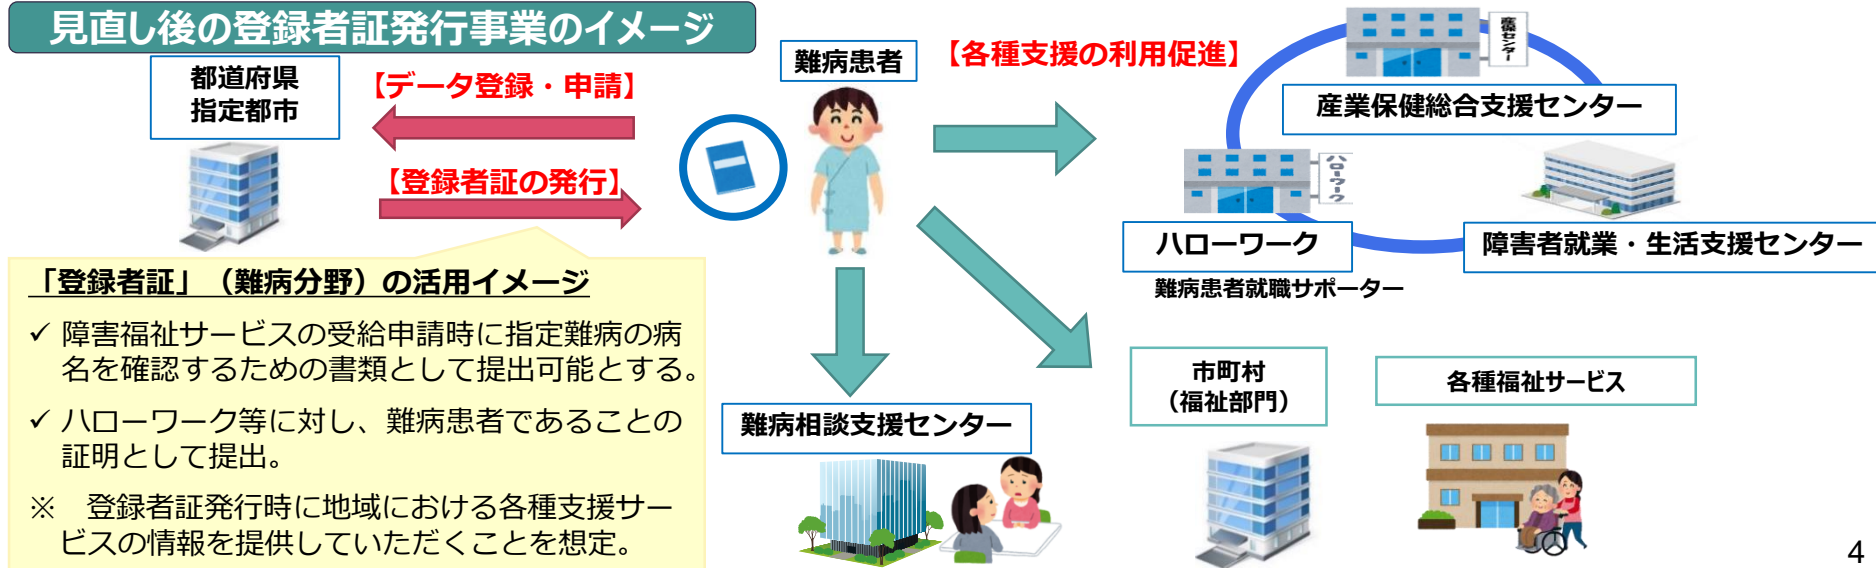 見直し後の登録者証発行事業のイメージ
都道府県
指定都市
【データ登録・申請】
【登録者証の発行】
難病患者
【各種支援の利用促進】
産保センター
産業保健総合支援センター
ハローワーク
ハローワーク
難病患者就職サポーター
障害者就業・生活支援センター
「登録者証」（難病分野）の活用イメージ
✓ 障害福祉サービスの受給申請時に指定難病の病
名を確認するための書類として提出可能とする。
✓ ハローワーク等に対し、難病患者であることの
証明として提出。
※　登録者証発行時に地域における各種支援サー
ビスの情報を提供していただくことを想定。
難病相談支援センター
市町村
（福祉部門）
各種福祉サービス
4